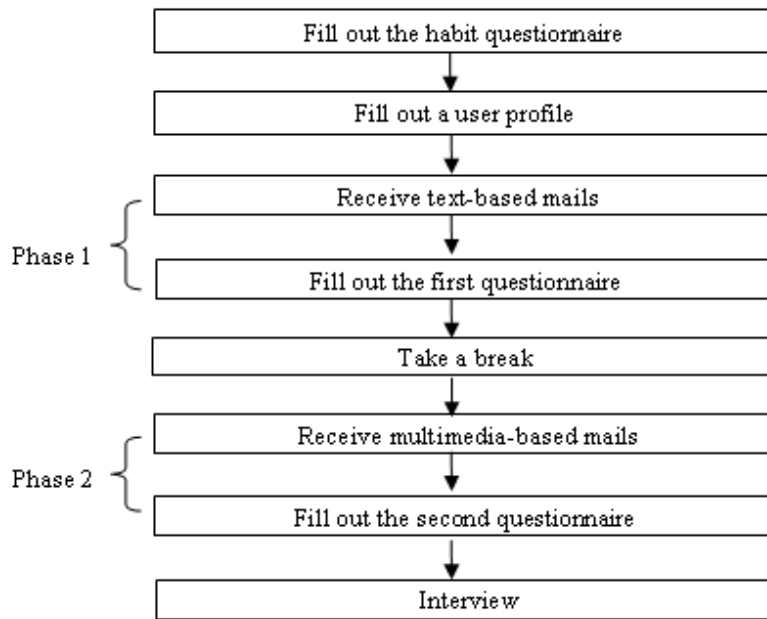 Fill out the habit questionnaire
Fill out a user profile
Receive text-based mails
Phase 1
Fill out the first questionnaire
Take a break
Receive multimedia-based mails
Phase 2
Fill out the second questionnaire
Interview